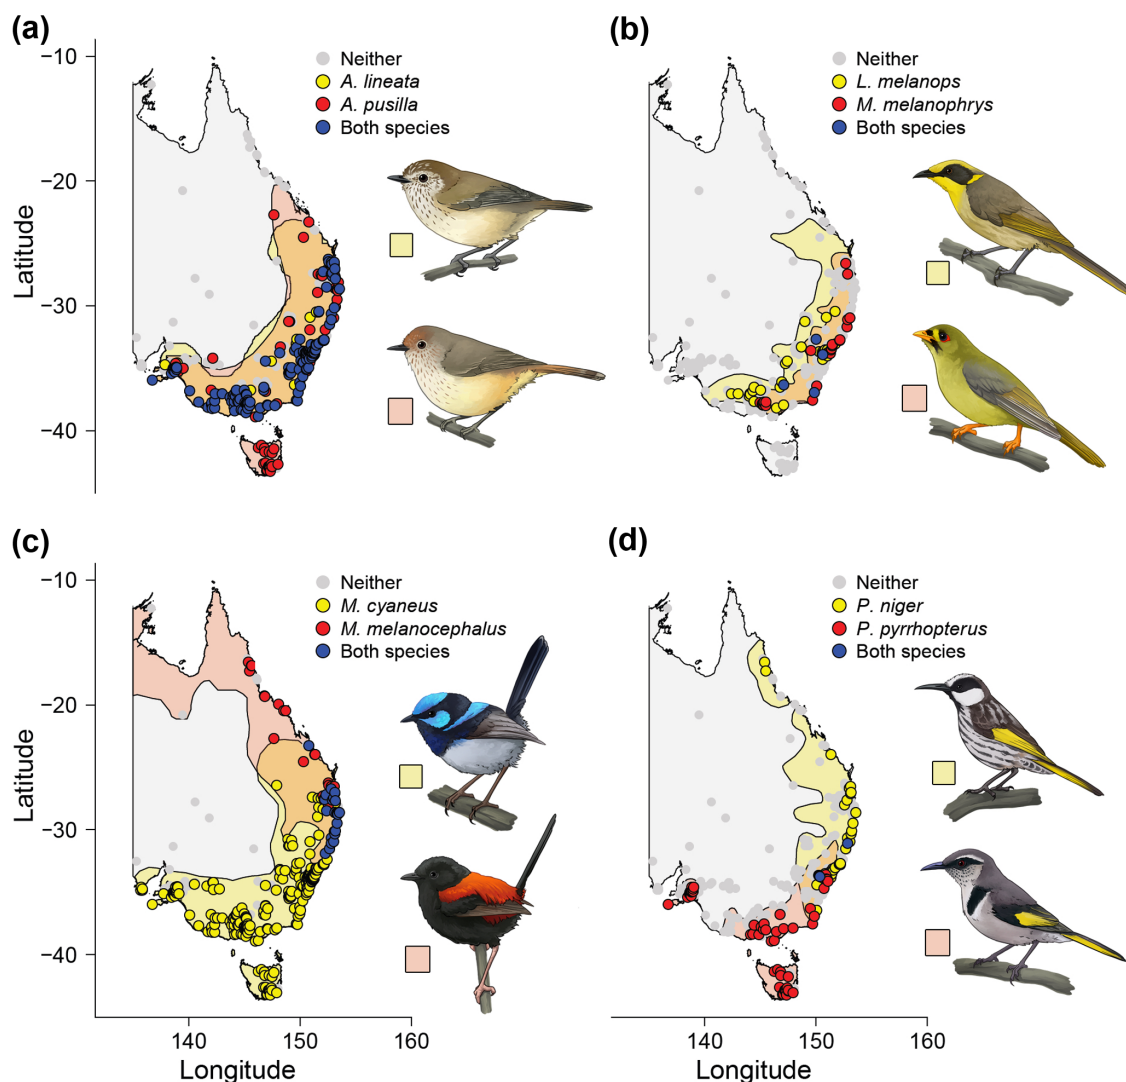 (a)
−10
−20
−30
−40
Latitude
Neither
A. lineata
A. pusilla
Both species
(b)
Neither
L. melanops
M. melanophrys
Both species
(c)
−10
−20
−30
−40
Latitude
Neither
M. cyaneus
M. melanocephalus
Both species
140
150
160
Longitude
(d)
Neither
P. niger
P. pyrrhopterus
Both species
140
150
160
Longitude